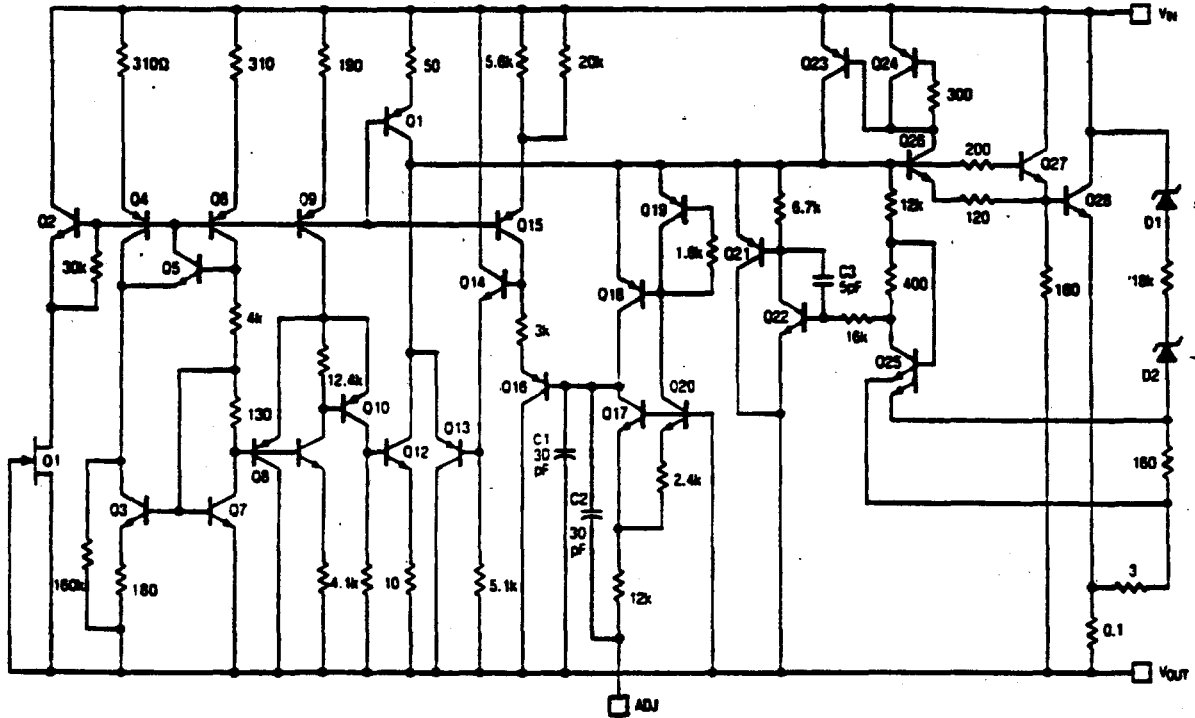 VIN
310Ω
310
190
50
5.6k
20k
Q23
Q24
300
Q1
Q26
200
Q27
Q2
Q4
Q6
Q9
Q15
Q19
6.7k
12k
120
Q28
D1
30k
Q5
Q14
1.8k
Q21
C3
5pF
400
160
18k
4k
Q18
Q22
16k
3k
12.4k
Q25
D2
Q16
Q20
Q10
Q17
130
Q13
C1
30
pF
Q1
Q8
Q12
2.4k
160
C2
Q3
Q7
30
pF
160k
180
4.1k
10
5.1k
12k
3
0.1
VOUT
ADJ